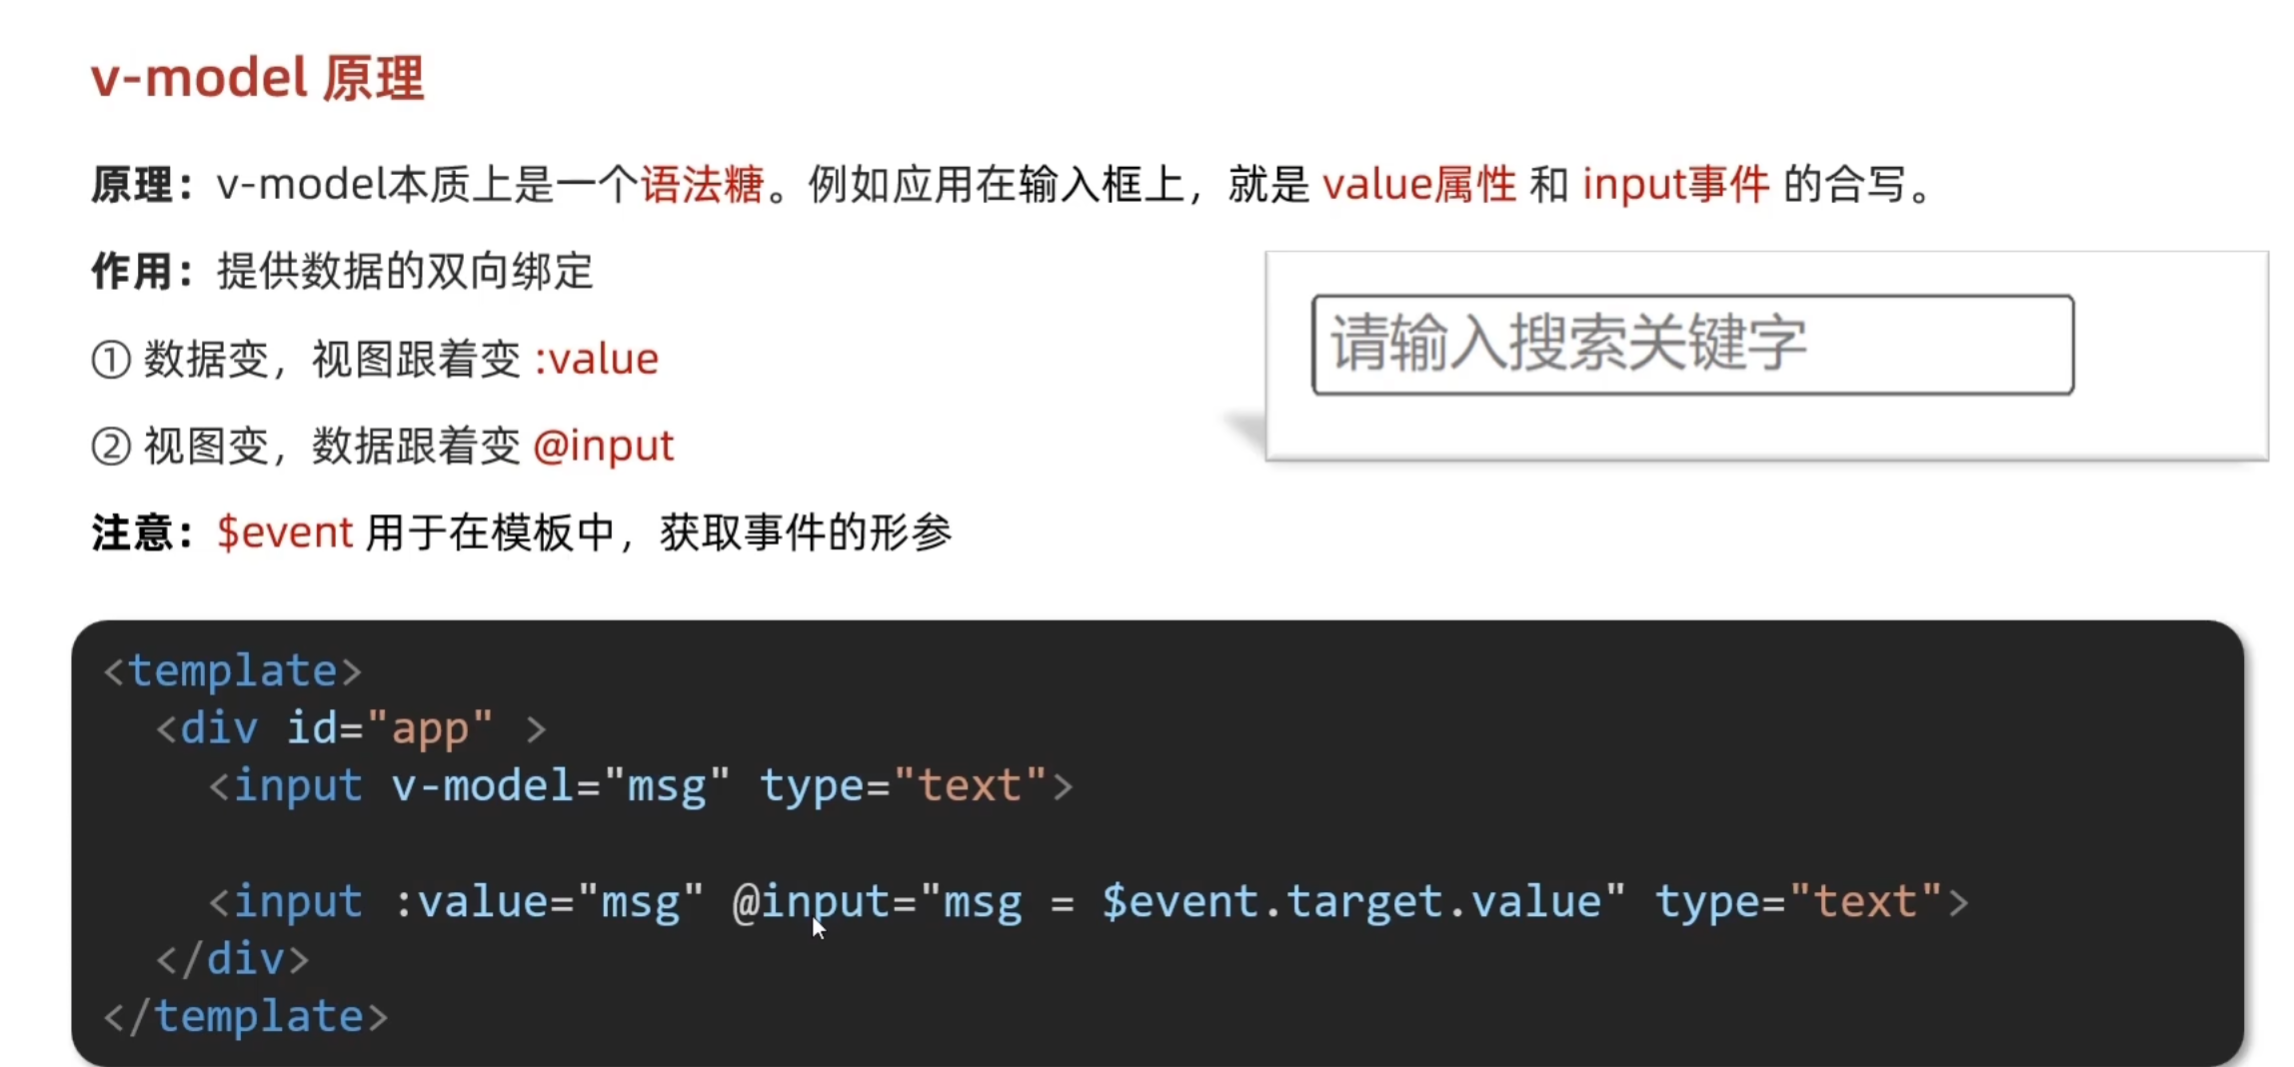 v-model 原理
原理：v-model本质上是一个语法糖。例如应用在输入框上，就是 value属性 和 input事件 的合写。
作用：提供数据的双向绑定
① 数据变，视图跟着变 :value
请输入搜索关键字
② 视图变，数据跟着变 @input
注意：$event 用于在模板中，获取事件的形参
<template>
  <div id="app" >
    <input v-model="msg" type="text">
    <input :value="msg" @input="msg = $event.target.value" type="text">
  </div>
</template>